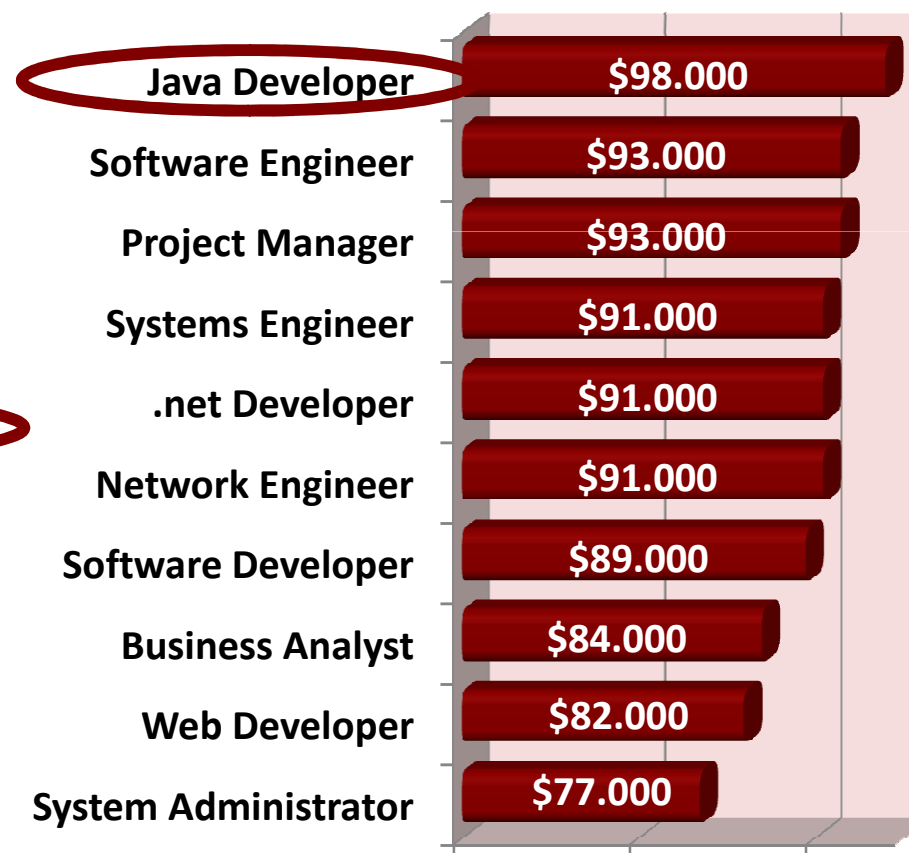 Java Developer $98.000
Software Engineer $93.000
Project Manager $93.000
Systems Engineer $91.000
.net Developer $91.000
Network Engineer $91.000
Software Developer $89.000
Business Analyst $84.000
Web Developer $82.000
System Administrator $77.000